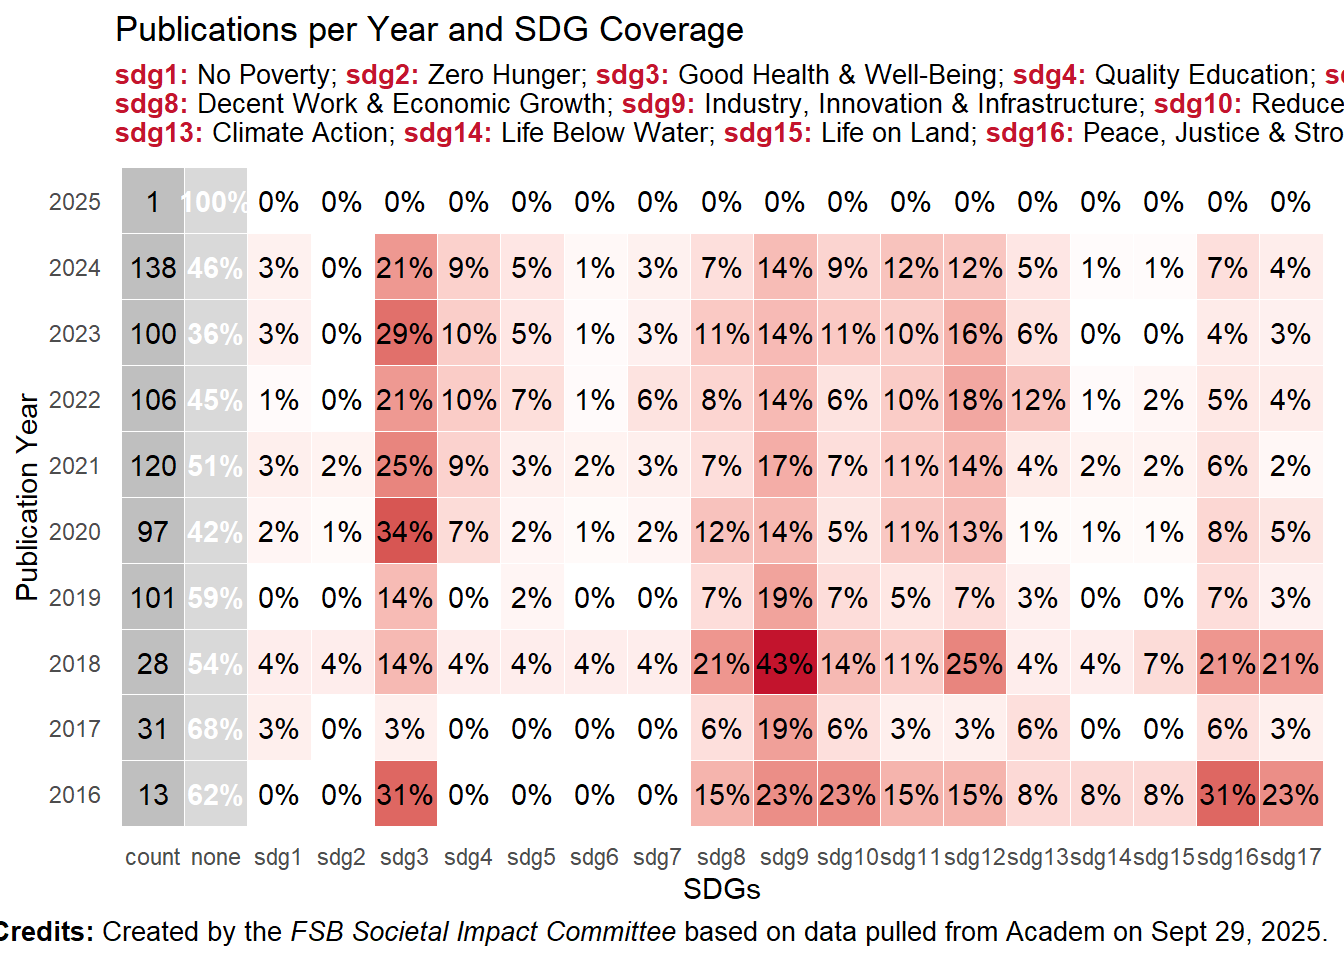 Publications per Year and SDG Coverage
sdg1: No Poverty; sdg2: Zero Hunger; sdg3: Good Health & Well-Being; sdg4: Quality Education;
sdg8: Decent Work & Economic Growth; sdg9: Industry, Innovation & Infrastructure; sdg10: Reduce
sdg13: Climate Action; sdg14: Life Below Water; sdg15: Life on Land; sdg16: Peace, Justice & Stro
2025 1 100% 0% 0% 0% 0% 0% 0% 0% 0% 0% 0% 0% 0% 0% 0% 0% 0% 0%
2024 138 46% 3% 0% 21% 9% 5% 1% 3% 7% 14% 9% 12% 12% 5% 1% 1% 7% 4%
2023 100 36% 3% 0% 29% 10% 5% 1% 3% 11% 14% 11% 10% 16% 6% 0% 0% 4% 3%
2022 106 45% 1% 0% 21% 10% 7% 1% 6% 8% 14% 6% 10% 18% 12% 1% 2% 5% 4%
2021 120 51% 3% 2% 25% 9% 3% 2% 3% 7% 17% 7% 11% 14% 4% 2% 2% 6% 2%
2020 97 42% 2% 1% 34% 7% 2% 1% 2% 12% 14% 5% 11% 13% 1% 1% 1% 8% 5%
2019 101 59% 0% 0% 14% 0% 2% 0% 0% 7% 19% 7% 5% 7% 3% 0% 0% 7% 3%
2018 28 54% 4% 4% 14% 4% 4% 4% 4% 21% 43% 14% 11% 25% 4% 4% 7% 21% 21%
2017 31 68% 3% 0% 3% 0% 0% 0% 0% 6% 19% 6% 3% 3% 6% 0% 0% 6% 3%
2016 13 62% 0% 0% 31% 0% 0% 0% 0% 15% 23% 23% 15% 15% 8% 8% 8% 31% 23%
Publication Year
count none sdg1 sdg2 sdg3 sdg4 sdg5 sdg6 sdg7 sdg8 sdg9 sdg10 sdg11 sdg12 sdg13 sdg14 sdg15 sdg16 sdg17
SDGs
Credits: Created by the FSB Societal Impact Committee based on data pulled from Academ on Sept 29, 2025.